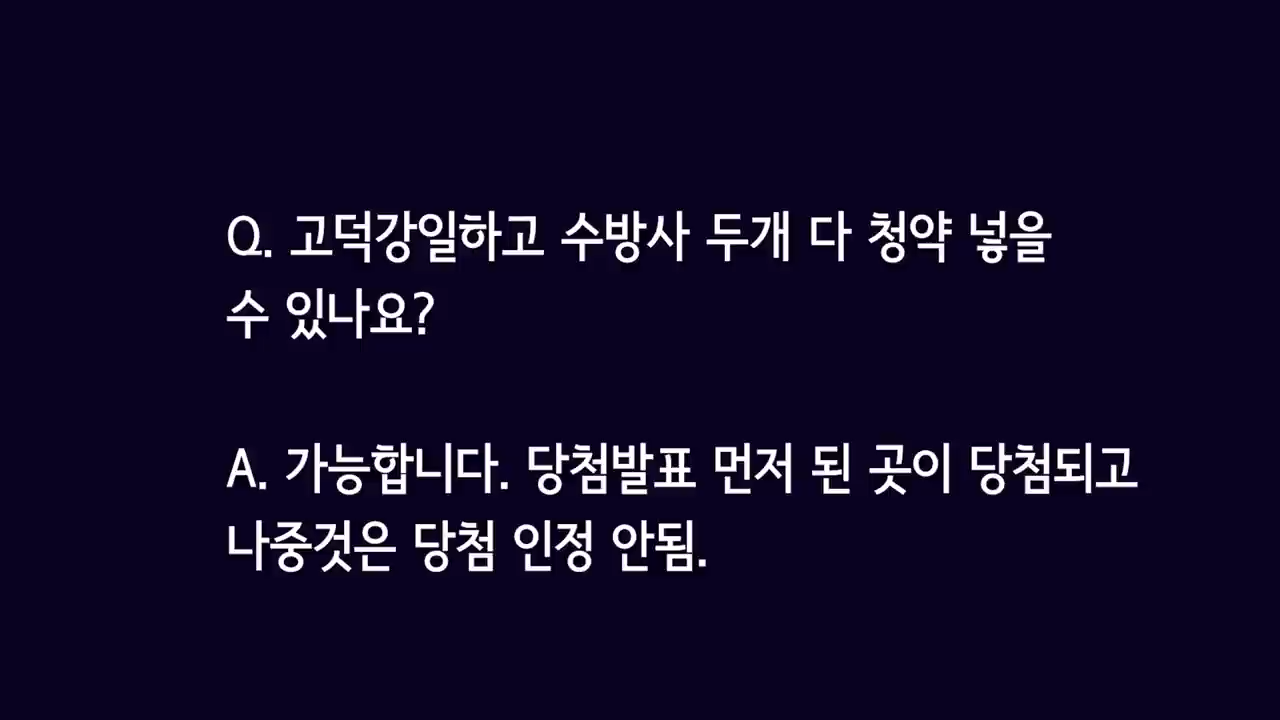 Q. 고덕강일하고 수방사 두개 다 청약 넣을
수 있나요?
A. 가능합니다. 당첨발표 먼저 된 곳이 당첨되고
나중것은 당첨 인정 안됨.